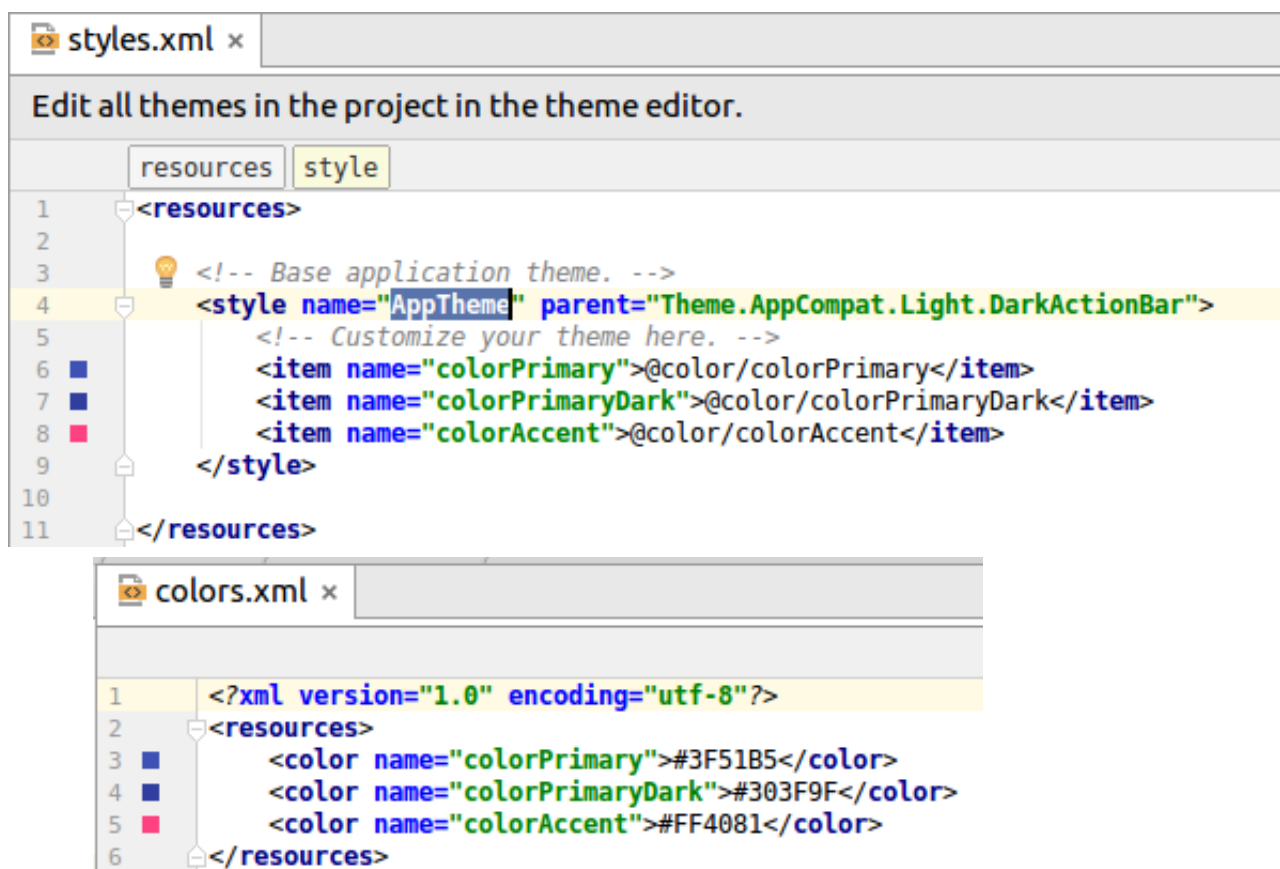 styles.xml ×
Edit all themes in the project in the theme editor.
resources style
1 <resources>
2
3 <!-- Base application theme. -->
4 <style name="AppTheme" parent="Theme.AppCompat.Light.DarkActionBar">
5 <!-- Customize your theme here. -->
6 <item name="colorPrimary">@color/colorPrimary</item>
7 <item name="colorPrimaryDark">@color/colorPrimaryDark</item>
8 <item name="colorAccent">@color/colorAccent</item>
9 </style>
10
11 </resources>
colors.xml ×
1 <?xml version="1.0" encoding="utf-8"?>
2 <resources>
3 <color name="colorPrimary">#3F51B5</color>
4 <color name="colorPrimaryDark">#303F9F</color>
5 <color name="colorAccent">#FF4081</color>
6 </resources>